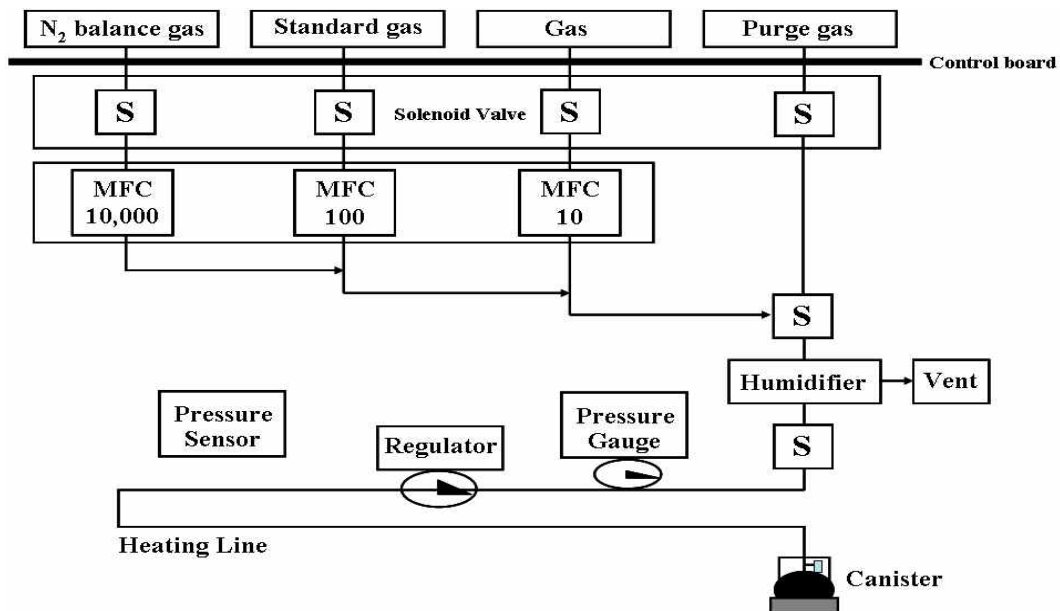 N₂ balance gas
Standard gas
Gas
Purge gas
Control board
S
S
Solenoid Valve
S
S
MFC
10,000
MFC
100
MFC
10
S
Humidifier
Vent
Pressure
Sensor
Regulator
Pressure
Gauge
S
Heating Line
Canister